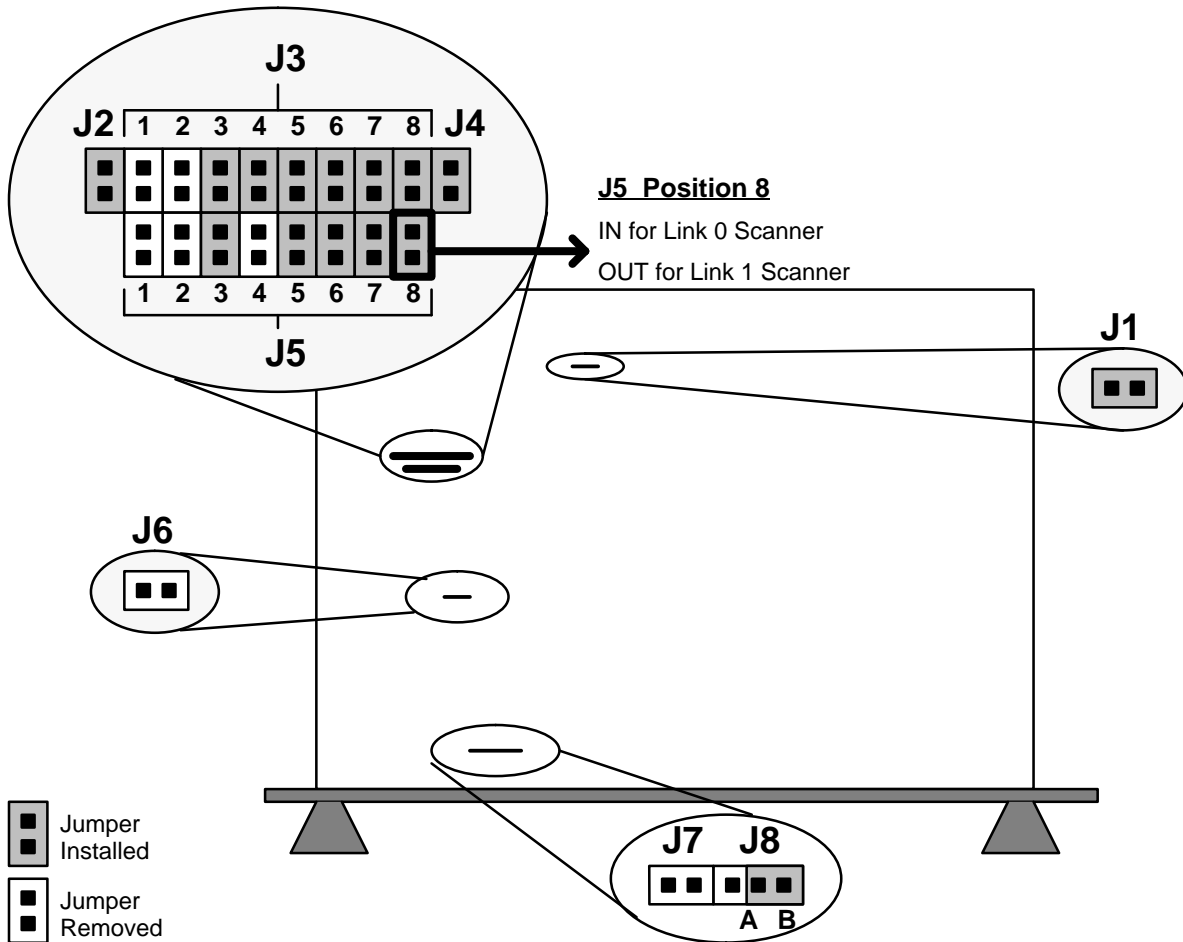 J3
J2 1 2 3 4 5 6 7 8 J4
J5 Position 8
IN for Link 0 Scanner
OUT for Link 1 Scanner
1 2 3 4 5 6 7 8
J5
J1
J6
J7 J8
A B
Jumper
Installed
Jumper
Removed